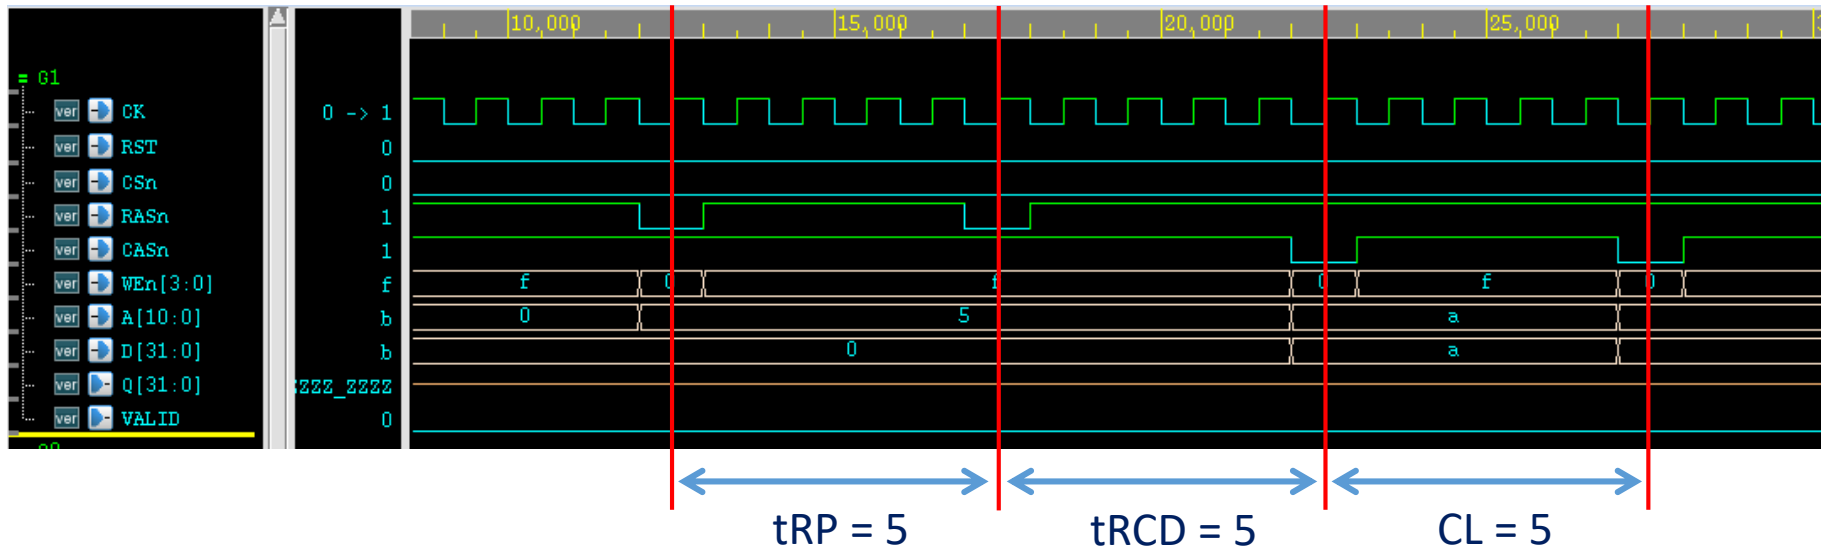 10,000 15,000 20,000 25,000
G1
ver CK 0 -> 1
ver RST 0
ver CSn 0
ver RASn 1
ver CASn 1
ver WEn[3:0] f f 0 f 0 f 0
ver A[10:0] b 0 5 a
ver D[31:0] b 0 a
ver Q[31:0] ZZZ_ZZZZ
ver VALID 0
tRP = 5 tRCD = 5 CL = 5